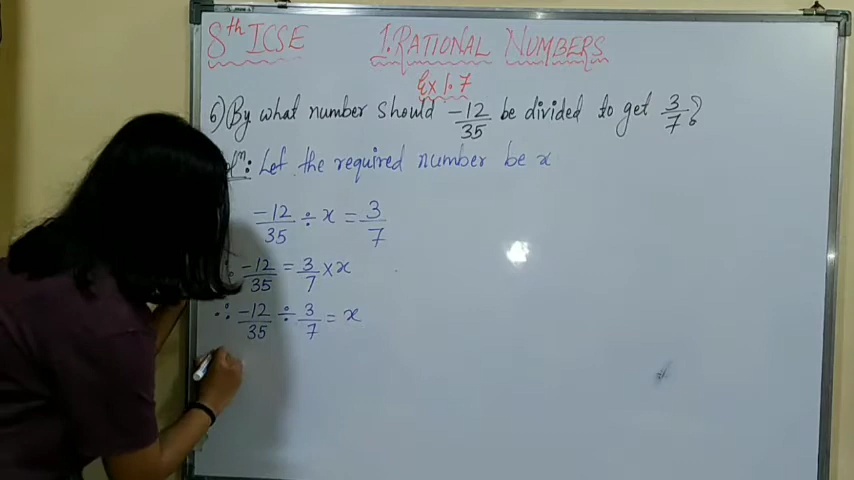 8th ICSE 1. RATIONAL NUMBERS
Ex 1.7
6) By what number should -12/35 be divided to get 3/7?
: Let the required number be x
-12/35 ÷ x = 3/7
-12/35 = 3/7 × x
∴ -12/35 ÷ 3/7 = x